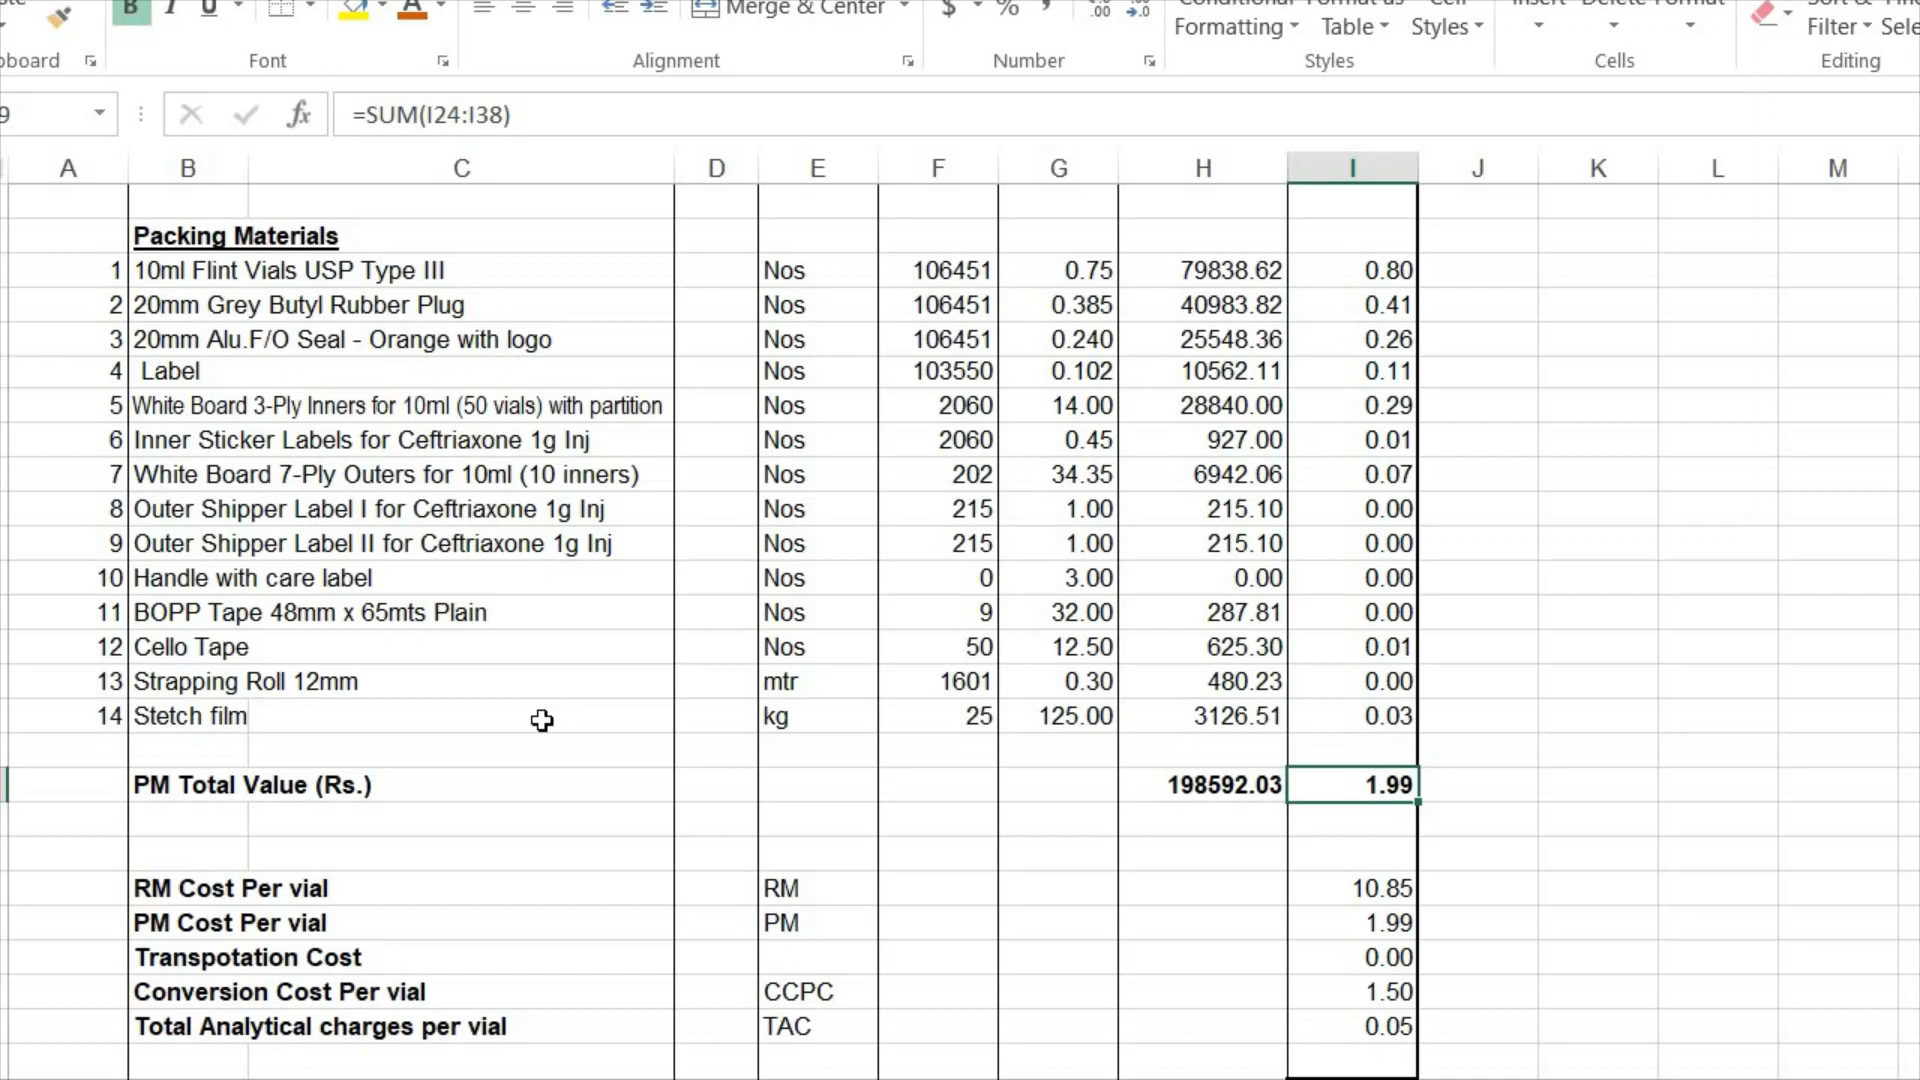 B I U A Merge & Center $ % , .00 .00 →.0
Formatting Table Styles Filter
Font Alignment Number Styles Cells Editing
9 fx =SUM(I24:I38)
A B C D E F G H I J K L M
Packing Materials
1 10ml Flint Vials USP Type III Nos 106451 0.75 79838.62 0.80
2 20mm Grey Butyl Rubber Plug Nos 106451 0.385 40983.82 0.41
3 20mm Alu.F/O Seal - Orange with logo Nos 106451 0.240 25548.36 0.26
4 Label Nos 103550 0.102 10562.11 0.11
5 White Board 3-Ply Inners for 10ml (50 vials) with partition Nos 2060 14.00 28840.00 0.29
6 Inner Sticker Labels for Ceftriaxone 1g Inj Nos 2060 0.45 927.00 0.01
7 White Board 7-Ply Outers for 10ml (10 inners) Nos 202 34.35 6942.06 0.07
8 Outer Shipper Label I for Ceftriaxone 1g Inj Nos 215 1.00 215.10 0.00
9 Outer Shipper Label II for Ceftriaxone 1g Inj Nos 215 1.00 215.10 0.00
10 Handle with care label Nos 0 3.00 0.00 0.00
11 BOPP Tape 48mm x 65mts Plain Nos 9 32.00 287.81 0.00
12 Cello Tape Nos 50 12.50 625.30 0.01
13 Strapping Roll 12mm mtr 1601 0.30 480.23 0.00
14 Stetch film kg 25 125.00 3126.51 0.03
PM Total Value (Rs.) 198592.03 1.99
RM Cost Per vial RM 10.85
PM Cost Per vial PM 1.99
Transpotation Cost 0.00
Conversion Cost Per vial CCPC 1.50
Total Analytical charges per vial TAC 0.05